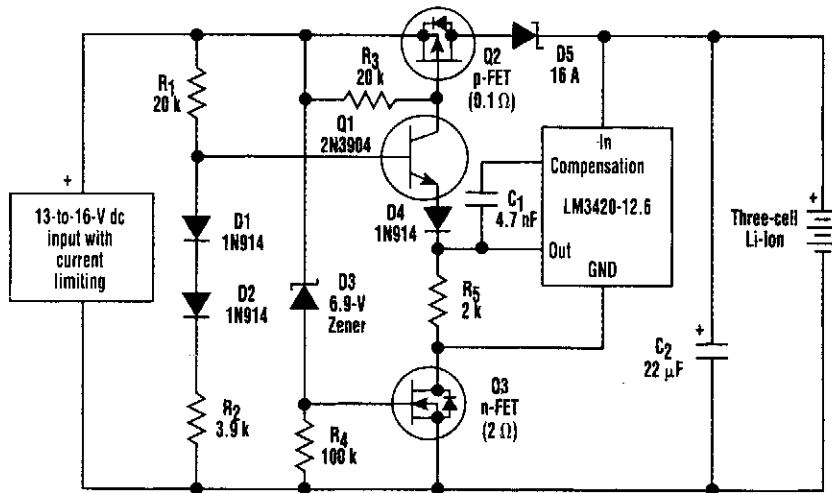 R1
20 k
R3
20 k
Q2
p-FET
(0.1 Ω)
D5
16 A
Q1
2N3904
In
Compensation
LM3420-12.6
Out
GND
C1
4.7 nF
+
13-to-16-V dc
input with
current
limiting
D1
1N914
D2
1N914
D4
1N914
D3
6.9-V
Zener
R5
2 k
+
Three-cell
Li-ion
+
C2
22 μF
R2
3.9 k
R4
100 k
Q3
n-FET
(2 Ω)